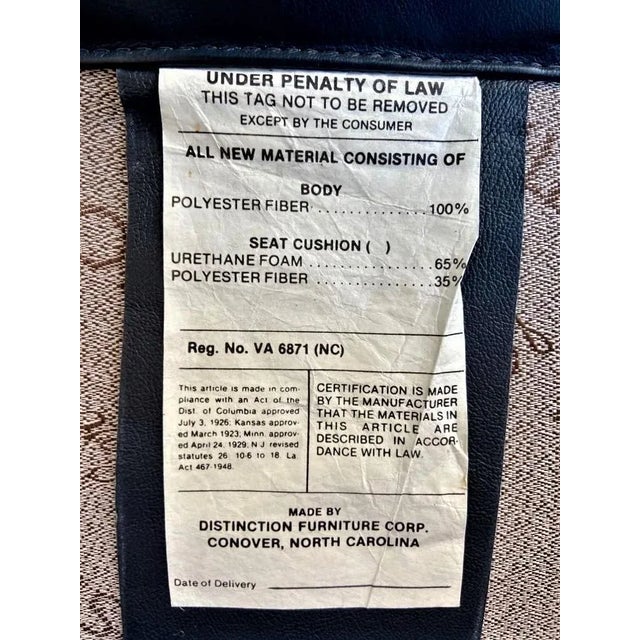 UNDER PENALTY OF LAW
THIS TAG NOT TO BE REMOVED
EXCEPT BY THE CONSUMER
ALL NEW MATERIAL CONSISTING OF
BODY
POLYESTER FIBER .................. 100%
SEAT CUSHION ( )
URETHANE FOAM .................. 65%
POLYESTER FIBER .................. 35%
Reg. No. VA 6871 (NC)
This article is made in com-
pliance with an Act of the
Dist. of Columbia approved
July 3, 1926; Kansas approv-
ed March 1923; Minn. approv-
ed April 24, 1929; N.J. revised
statutes 26: 10-6 to 18. La.
Act 467-1948.
CERTIFICATION IS MADE
BY THE MANUFACTURER
THAT THE MATERIALS IN
THIS ARTICLE ARE
DESCRIBED IN ACCOR-
DANCE WITH LAW.
MADE BY
DISTINCTION FURNITURE CORP.
CONOVER, NORTH CAROLINA
Date of Delivery